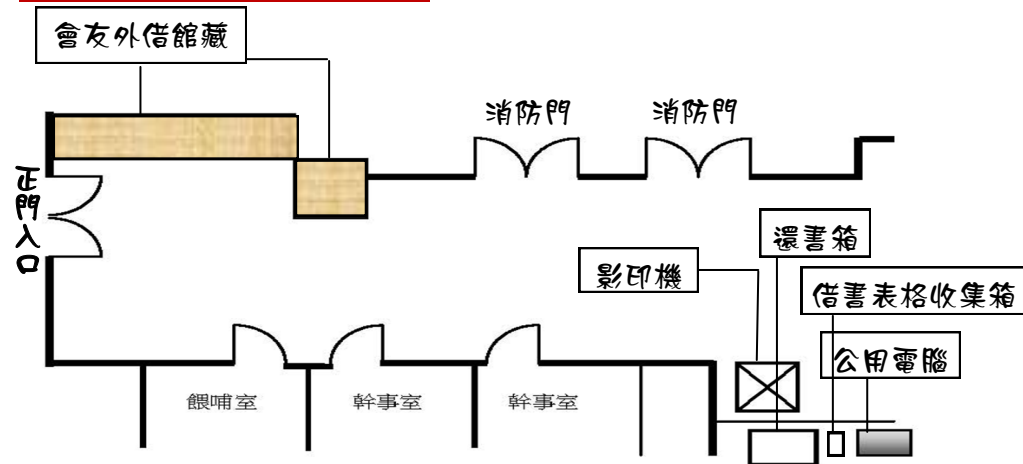 會友外借館藏
消防門
消防門
正門入口
還書箱
影印機
借書表格收集箱
公用電腦
餵哺室
幹事室
幹事室